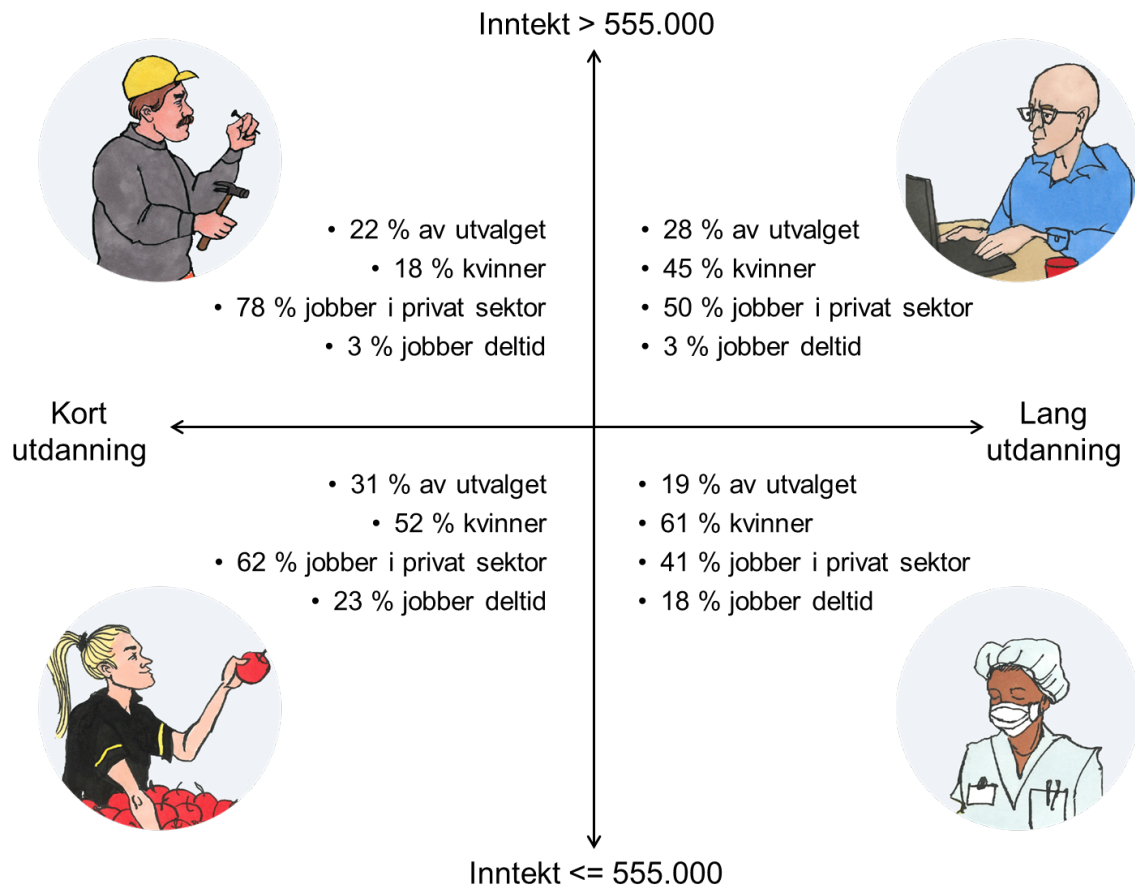 Inntekt > 555.000
• 22 % av utvalget
• 18 % kvinner
• 78 % jobber i privat sektor
• 3 % jobber deltid
• 28 % av utvalget
• 45 % kvinner
• 50 % jobber i privat sektor
• 3 % jobber deltid
Kort
utdanning
Lang
utdanning
• 31 % av utvalget
• 52 % kvinner
• 62 % jobber i privat sektor
• 23 % jobber deltid
• 19 % av utvalget
• 61 % kvinner
• 41 % jobber i privat sektor
• 18 % jobber deltid
Inntekt <= 555.000